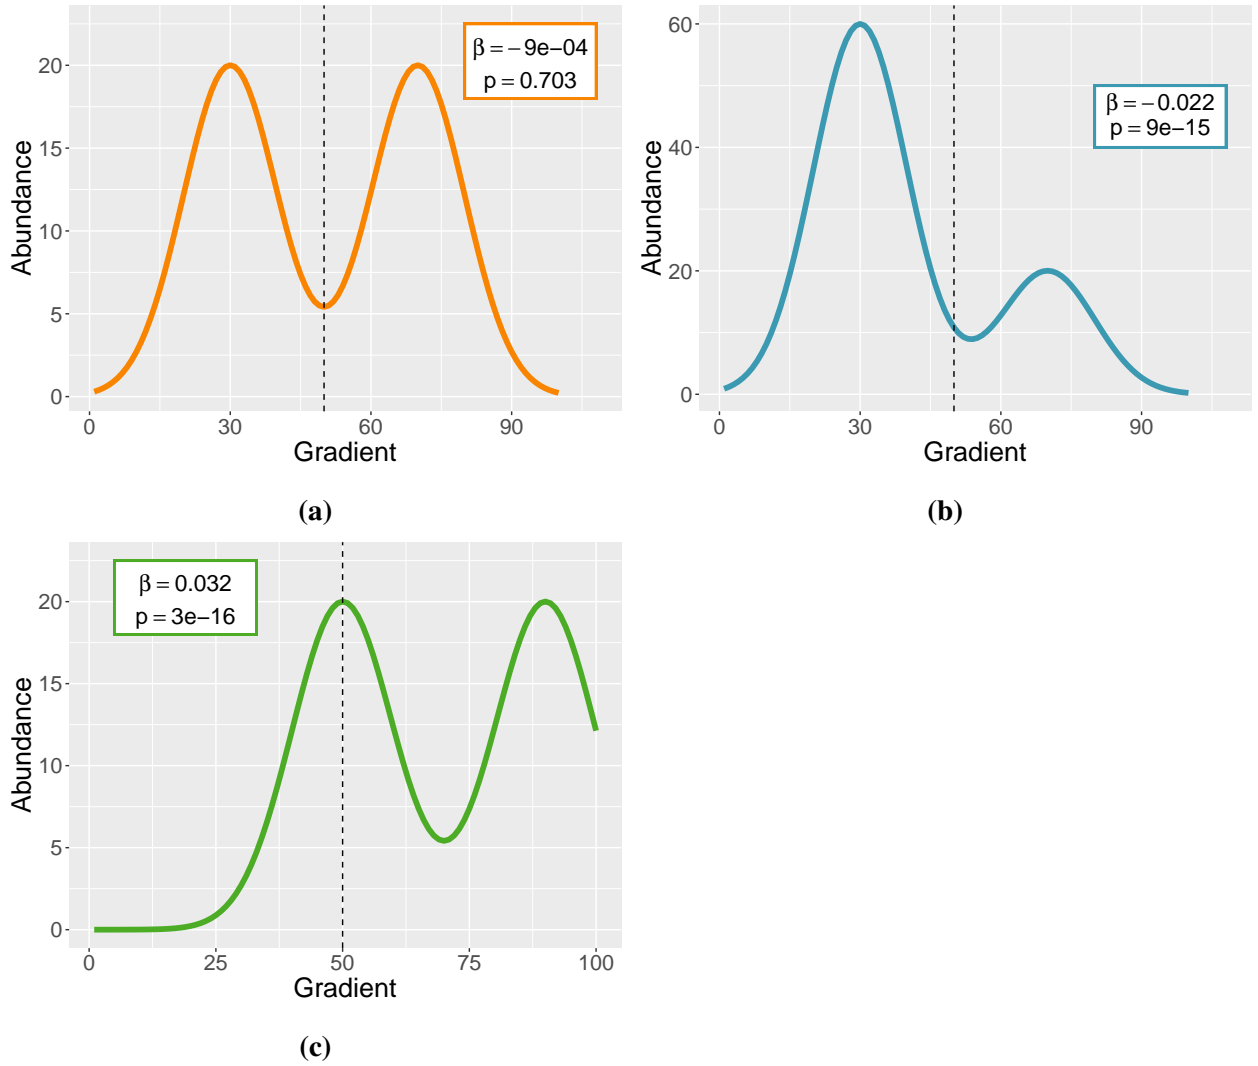 β = −9e−04
p = 0.703
20
15
10
5
0
Abundance
0 30 60 90
Gradient
(a)
β = −0.022
p = 9e−15
60
40
20
0
Abundance
0 30 60 90
Gradient
(b)
β = 0.032
p = 3e−16
20
15
10
5
0
Abundance
0 25 50 75 100
Gradient
(c)